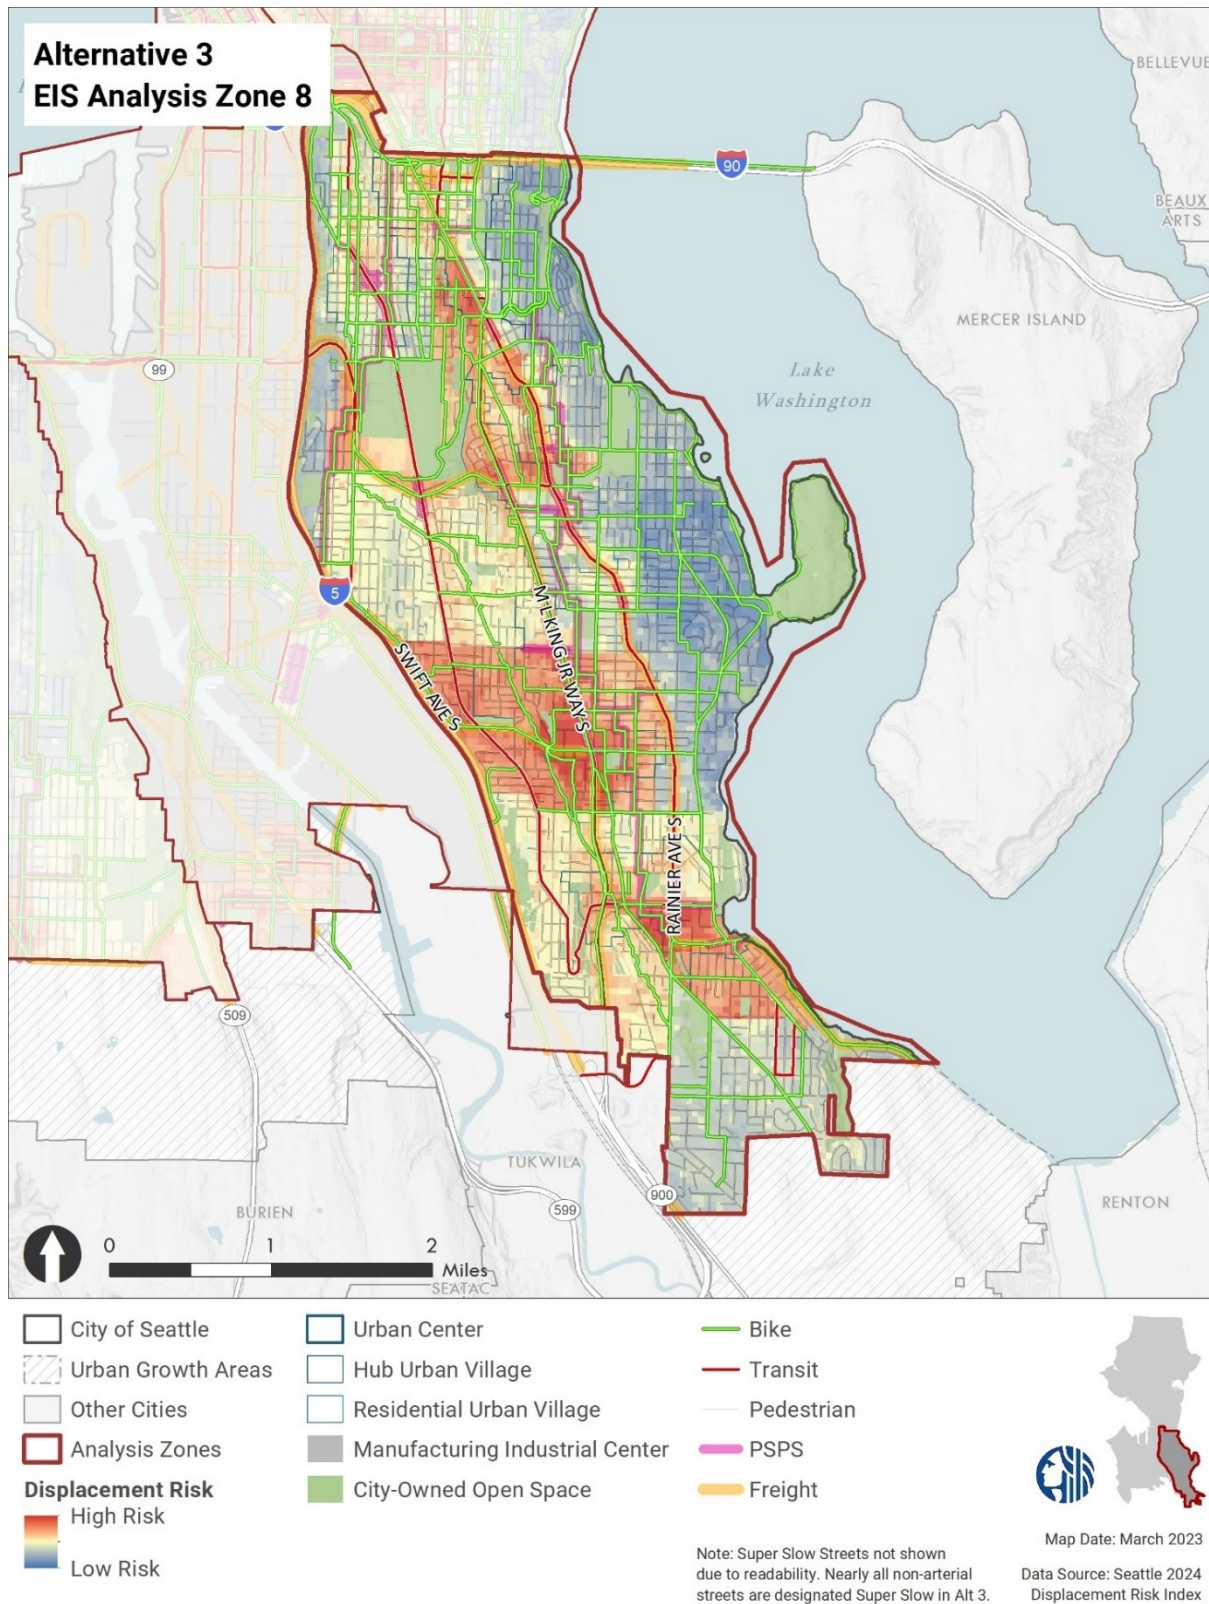 Alternative 3
EIS Analysis Zone 8
BELLEVUE
90
BEAUX
ARTS
MERCER ISLAND
Lake
Washington
99
5
M L KING JR WAY S
SWIFT AVE S
RAINIER AVE S
509
TUKWILA
900
599
BURIEN
RENTON
SEATAC
0 1 2
Miles
City of Seattle
Urban Growth Areas
Other Cities
Analysis Zones
Displacement Risk
High Risk
Low Risk
Urban Center
Hub Urban Village
Residential Urban Village
Manufacturing Industrial Center
City-Owned Open Space
Bike
Transit
Pedestrian
PSPS
Freight
Note: Super Slow Streets not shown
due to readability. Nearly all non-arterial
streets are designated Super Slow in Alt 3.
Map Date: March 2023
Data Source: Seattle 2024
Displacement Risk Index